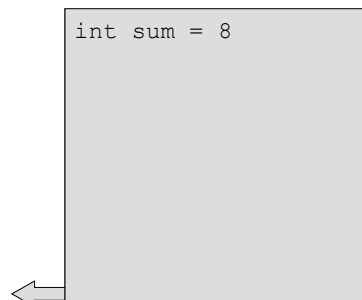 int sum = 8